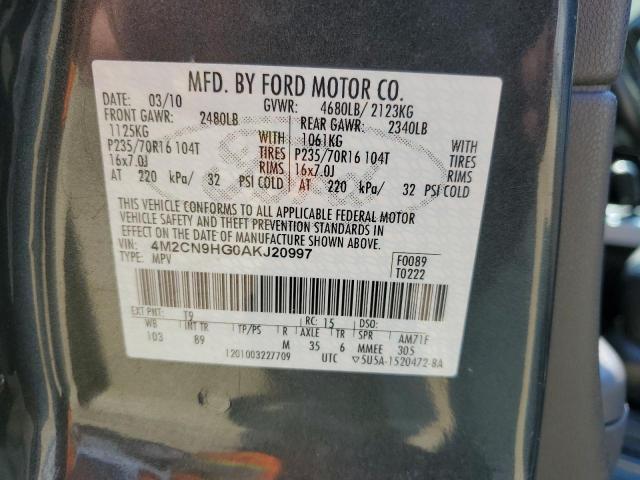 MFD. BY FORD MOTOR CO.
DATE: 03/10 GVWR: 4680LB/ 2123KG
FRONT GAWR: 2480LB REAR GAWR: 2340LB
1125KG WITH 1061KG WITH
P235/70R16 104T TIRES P235/70R16 104T TIRES
16x7.0J RIMS 16x7.0J RIMS
AT 220 kPa/ 32 PSI COLD AT 220 kPa/ 32 PSI COLD
THIS VEHICLE CONFORMS TO ALL APPLICABLE FEDERAL MOTOR
VEHICLE SAFETY AND THEFT PREVENTION STANDARDS IN
EFFECT ON THE DATE OF MANUFACTURE SHOWN ABOVE.
VIN: 4M2CN9HG0AKJ20997 F0089
TYPE: MPV T0222
EXT PNT: T9 RC: 15 DSO:
WB INT TR TP/PS R AXLE TR SPR AM71F
103 89 M 35 6 MMEE 305
1201003227709 UTC ▽5U5A-1520472-8A